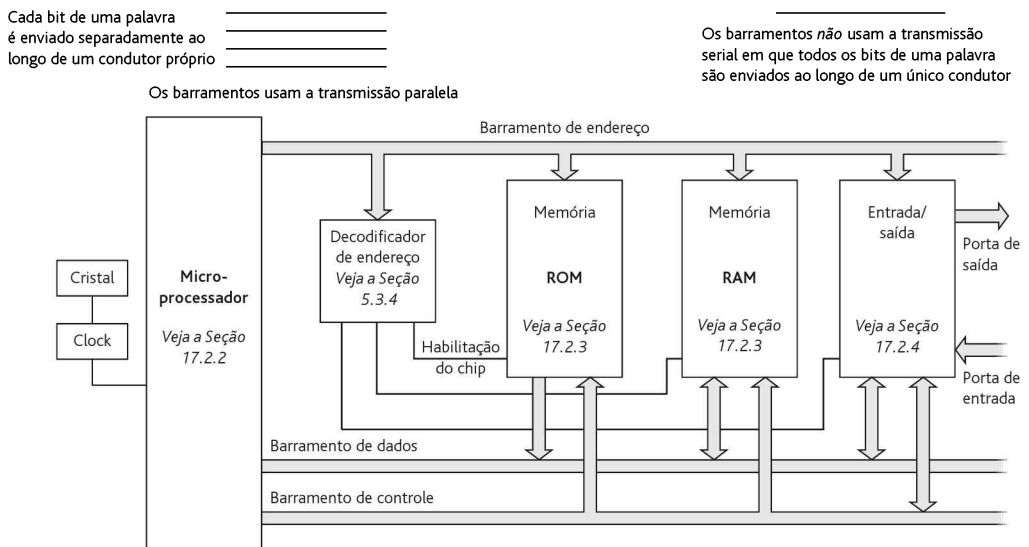 Cada bit de uma palavra
é enviado separadamente ao
longo de um condutor próprio
Os barramentos usam a transmissão paralela
Os barramentos não usam a transmissão
serial em que todos os bits de uma palavra
são enviados ao longo de um único condutor
Barramento de endereço
Cristal
Clock
Micro-
processador
Veja a Seção
17.2.2
Decodificador
de endereço
Veja a Seção
5.3.4
Habilitação
do chip
Memória
ROM
Veja a Seção
17.2.3
Memória
RAM
Veja a Seção
17.2.3
Entrada/
saída
Veja a Seção
17.2.4
Porta de
saída
Porta de
entrada
Barramento de dados
Barramento de controle